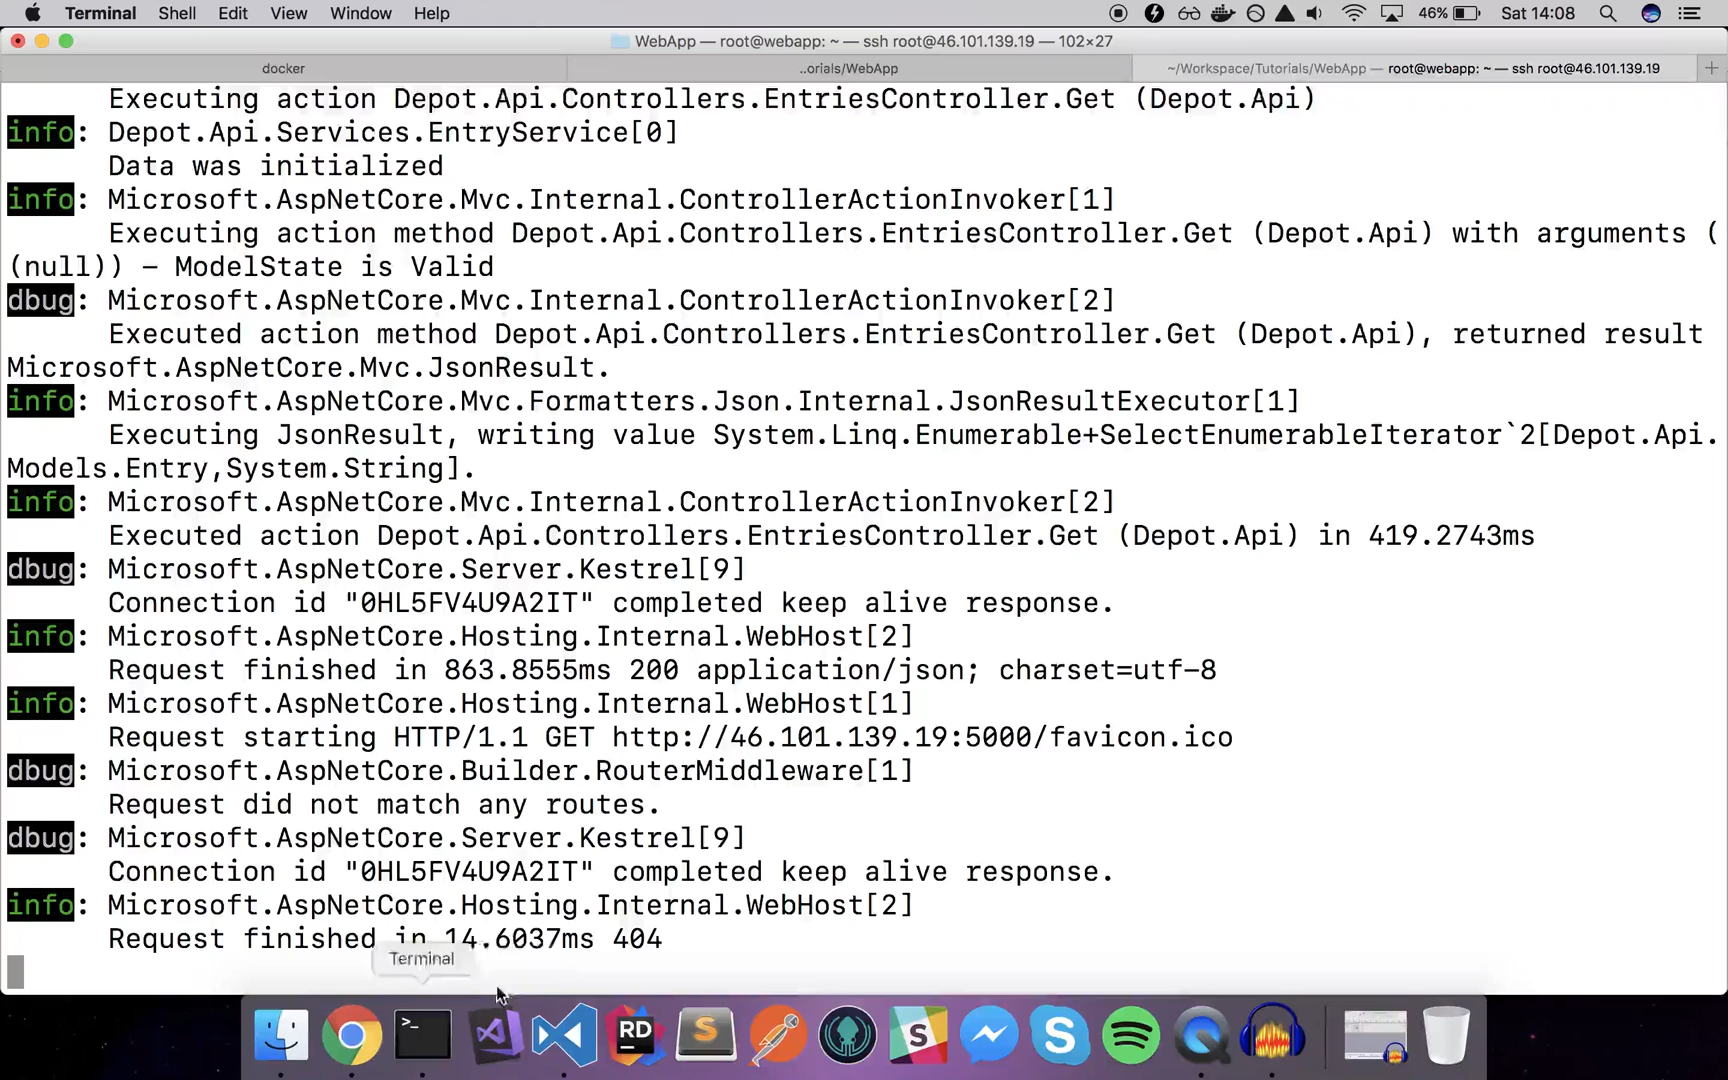 Terminal Shell Edit View Window Help 46% Sat 14:08
WebApp — root@webapp: ~ — ssh root@46.101.139.19 — 102×27
docker ..orials/WebApp ~/Workspace/Tutorials/WebApp — root@webapp: ~ — ssh root@46.101.139.19
Executing action Depot.Api.Controllers.EntriesController.Get (Depot.Api)
info: Depot.Api.Services.EntryService[0]
Data was initialized
info: Microsoft.AspNetCore.Mvc.Internal.ControllerActionInvoker[1]
Executing action method Depot.Api.Controllers.EntriesController.Get (Depot.Api) with arguments (
(null)) - ModelState is Valid
dbug: Microsoft.AspNetCore.Mvc.Internal.ControllerActionInvoker[2]
Executed action method Depot.Api.Controllers.EntriesController.Get (Depot.Api), returned result
Microsoft.AspNetCore.Mvc.JsonResult.
info: Microsoft.AspNetCore.Mvc.Formatters.Json.Internal.JsonResultExecutor[1]
Executing JsonResult, writing value System.Linq.Enumerable+SelectEnumerableIterator`2[Depot.Api.
Models.Entry,System.String].
info: Microsoft.AspNetCore.Mvc.Internal.ControllerActionInvoker[2]
Executed action Depot.Api.Controllers.EntriesController.Get (Depot.Api) in 419.2743ms
dbug: Microsoft.AspNetCore.Server.Kestrel[9]
Connection id "0HL5FV4U9A2IT" completed keep alive response.
info: Microsoft.AspNetCore.Hosting.Internal.WebHost[2]
Request finished in 863.8555ms 200 application/json; charset=utf-8
info: Microsoft.AspNetCore.Hosting.Internal.WebHost[1]
Request starting HTTP/1.1 GET http://46.101.139.19:5000/favicon.ico
dbug: Microsoft.AspNetCore.Builder.RouterMiddleware[1]
Request did not match any routes.
dbug: Microsoft.AspNetCore.Server.Kestrel[9]
Connection id "0HL5FV4U9A2IT" completed keep alive response.
info: Microsoft.AspNetCore.Hosting.Internal.WebHost[2]
Request finished in 14.6037ms 404
Terminal
>_ RD S S S